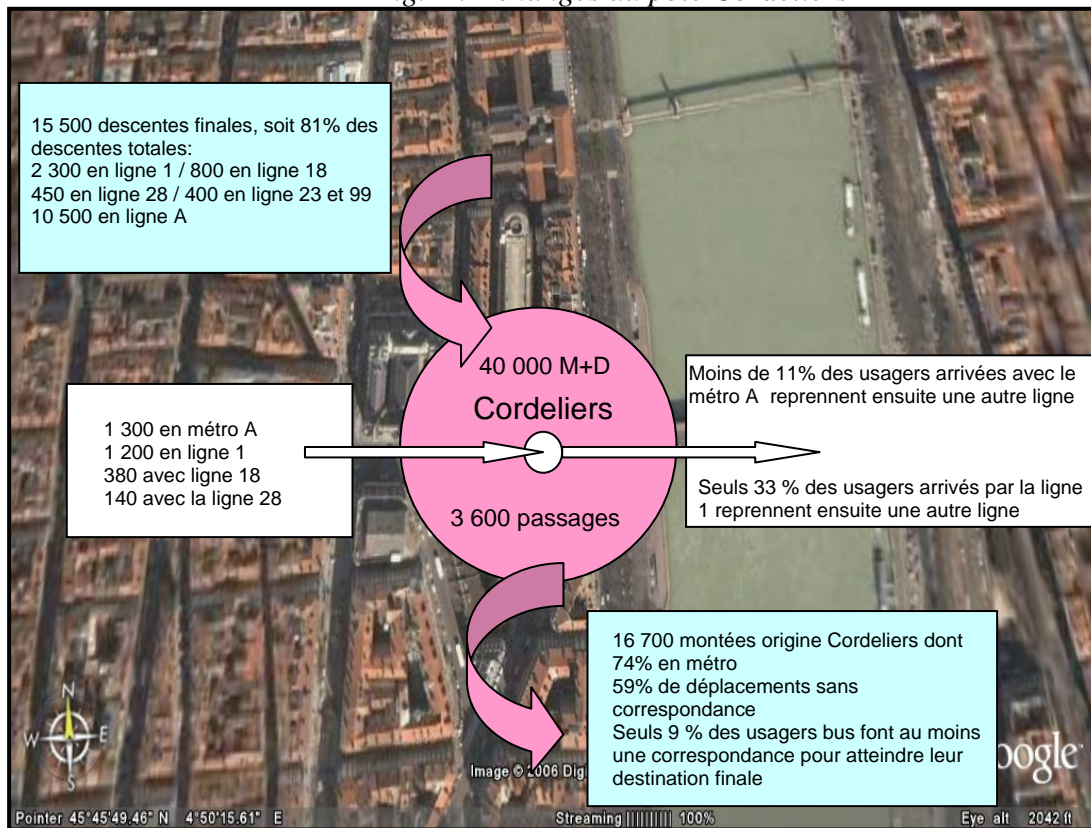 15 500 descentes finales, soit 81% des
descentes totales:
2 300 en ligne 1 / 800 en ligne 18
450 en ligne 28 / 400 en ligne 23 et 99
10 500 en ligne A
40 000 M+D
Cordeliers
3 600 passages
1 300 en métro A
1 200 en ligne 1
380 avec ligne 18
140 avec la ligne 28
Moins de 11% des usagers arrivées avec le
métro A reprennent ensuite une autre ligne
Seuls 33 % des usagers arrivés par la ligne
1 reprennent ensuite une autre ligne
16 700 montées origine Cordeliers dont
74% en métro
59% de déplacements sans
correspondance
Seuls 9 % des usagers bus font au moins
une correspondance pour atteindre leur
destination finale
N
W E
S
Image © 2006 Digi
oogle
Pointer 45°45'49.46" N 4°50'15.61" E Streaming 100% Eye alt 2042 ft